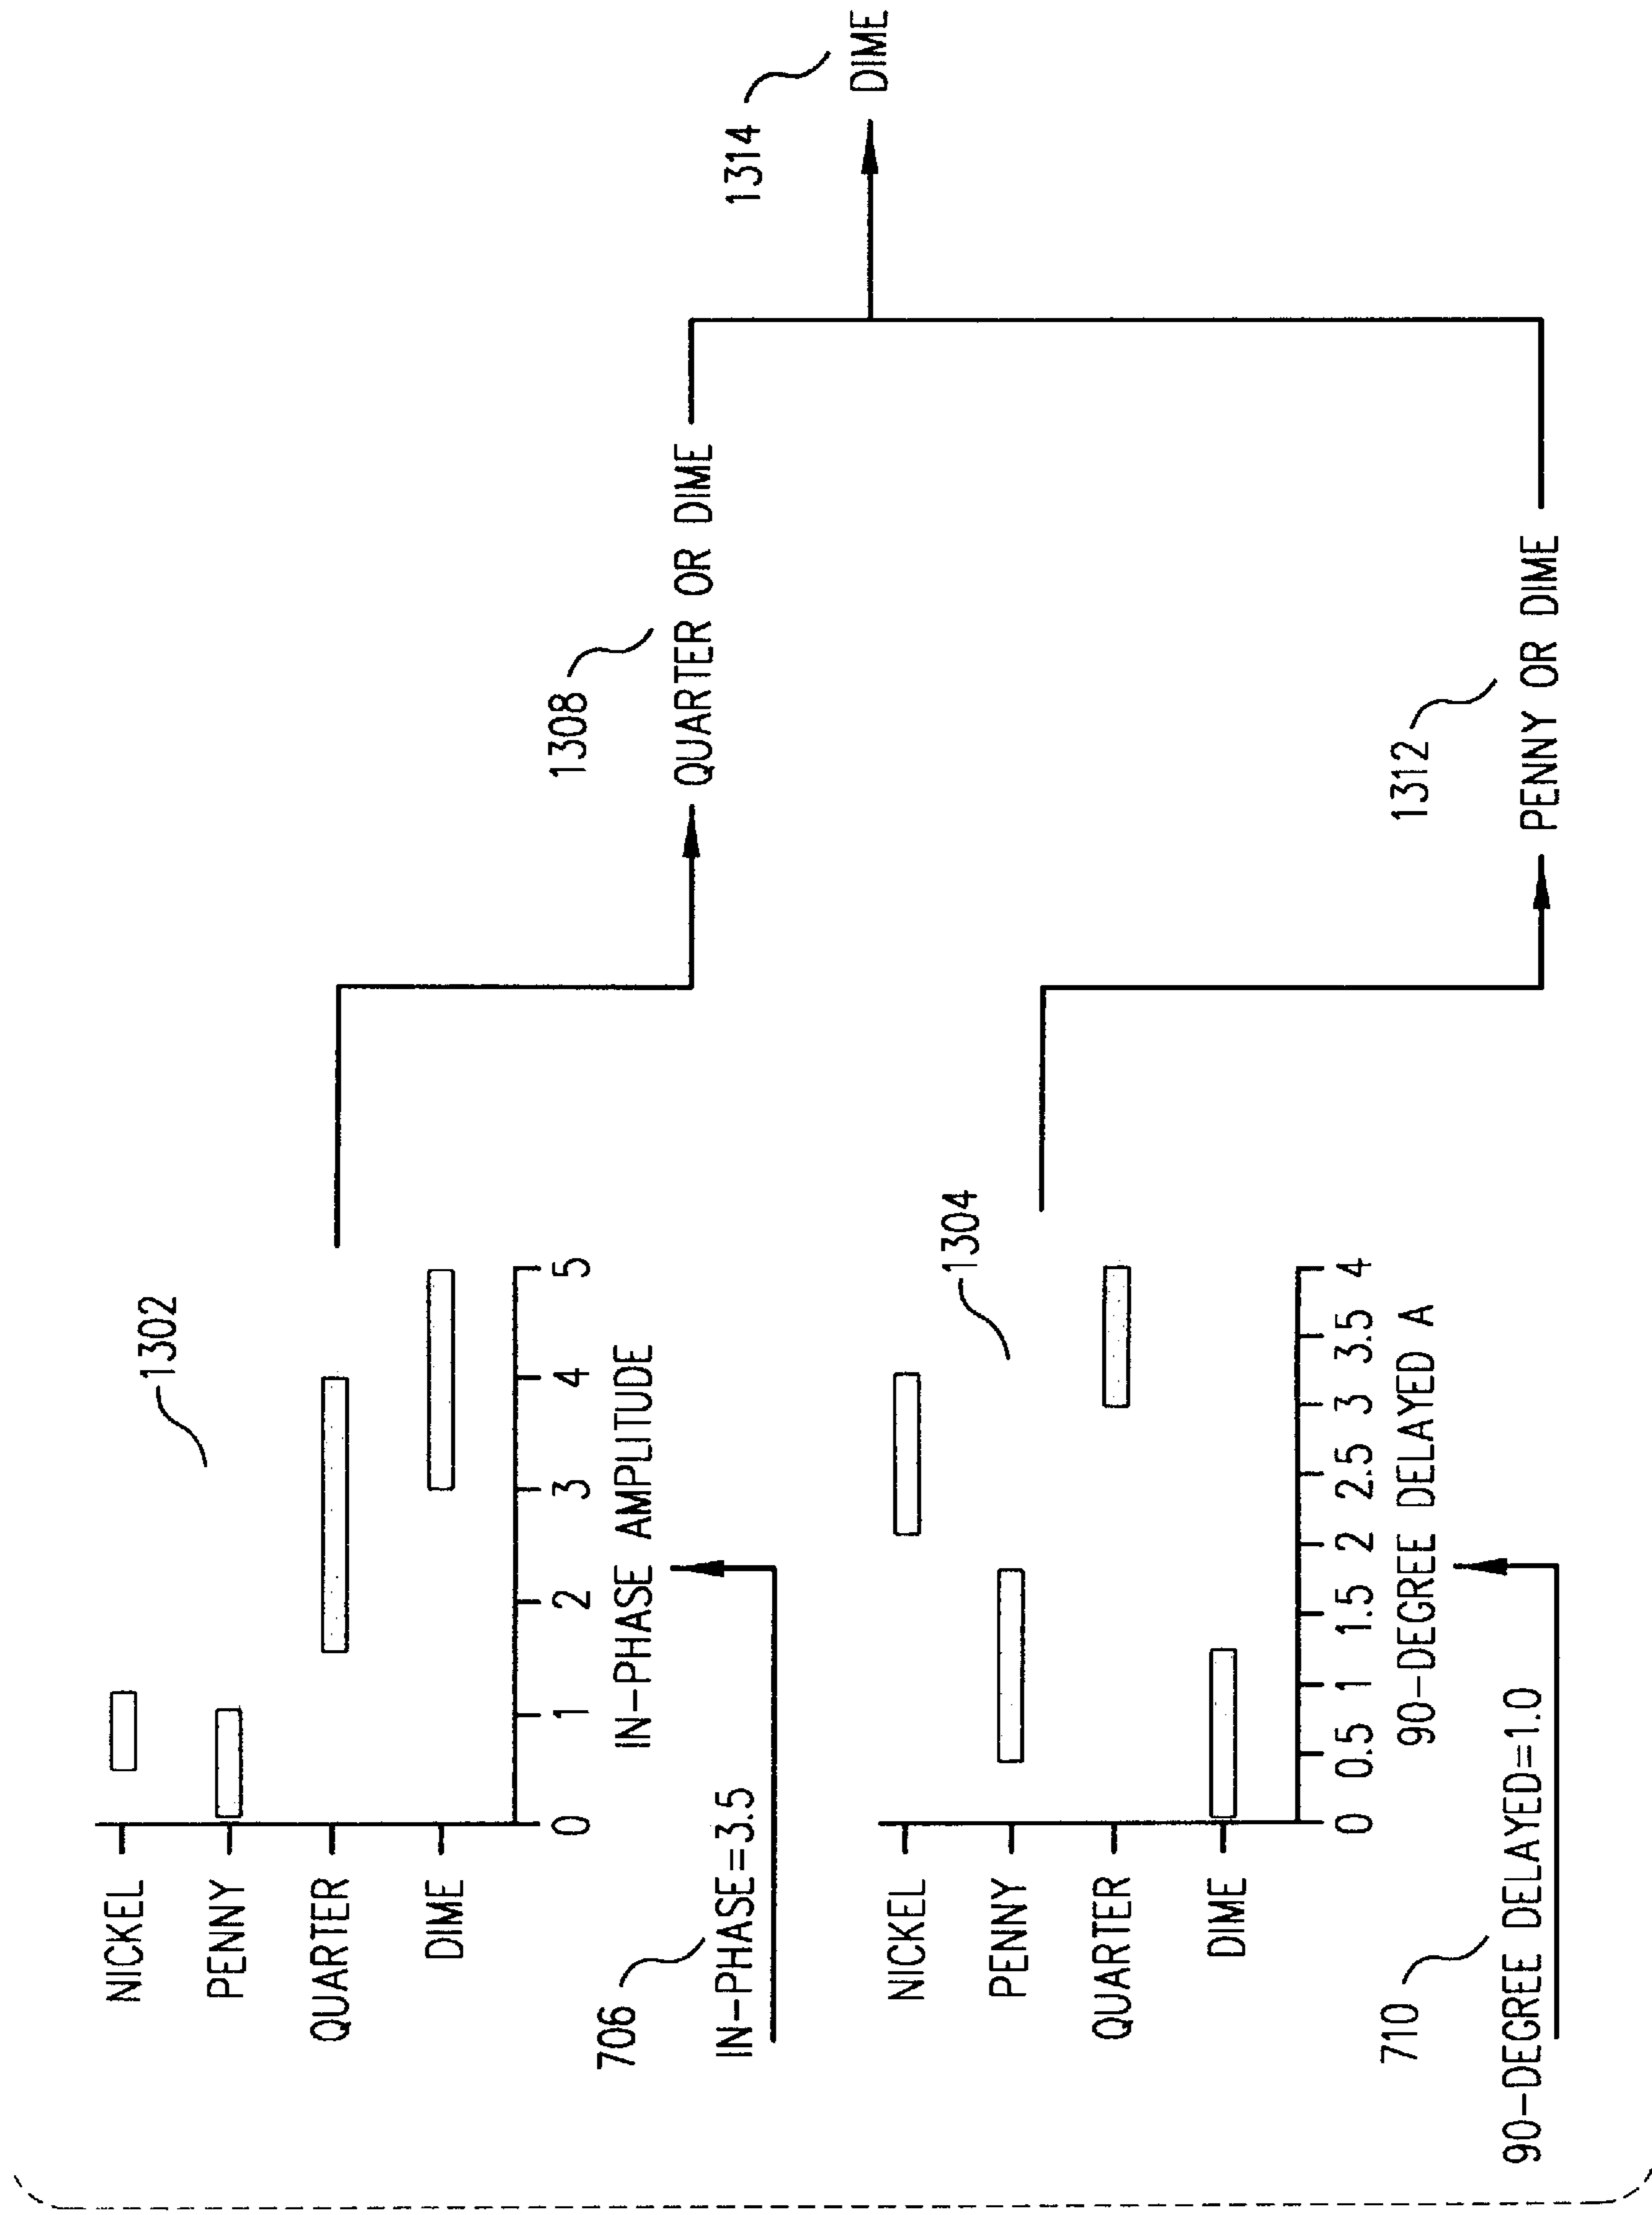 1302
NICKEL
PENNY
QUARTER
DIME
0 1 2 3 4 5
IN-PHASE AMPLITUDE
706
IN-PHASE=3.5
1308
QUARTER OR DIME
1314
DIME
1304
NICKEL
PENNY
QUARTER
DIME
0 0.5 1 1.5 2 2.5 3 3.5 4
90-DEGREE DELAYED A
710
90-DEGREE DELAYED=1.0
1312
PENNY OR DIME